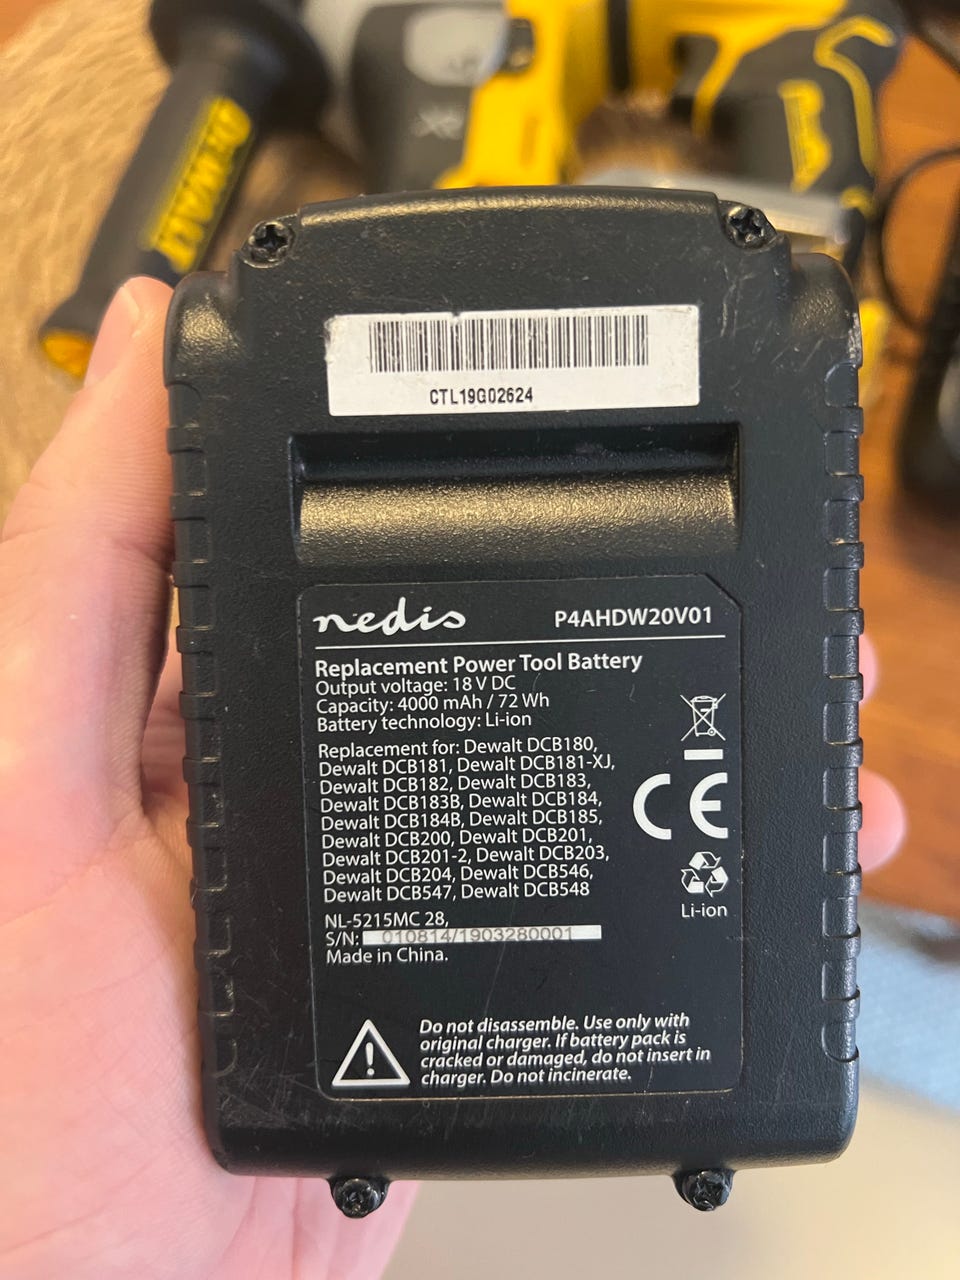 DEWALT
XR
CTL19G02624
nedis P4AHDW20V01
Replacement Power Tool Battery
Output voltage: 18 V DC
Capacity: 4000 mAh / 72 Wh
Battery technology: Li-ion
Replacement for: Dewalt DCB180,
Dewalt DCB181, Dewalt DCB181-XJ,
Dewalt DCB182, Dewalt DCB183,
Dewalt DCB183B, Dewalt DCB184,
Dewalt DCB184B, Dewalt DCB185,
Dewalt DCB200, Dewalt DCB201,
Dewalt DCB201-2, Dewalt DCB203,
Dewalt DCB204, Dewalt DCB546,
Dewalt DCB547, Dewalt DCB548
CE
Li-ion
NL-5215MC 28,
S/N: 010814/1903280001
Made in China.
Do not disassemble. Use only with
original charger. If battery pack is
cracked or damaged, do not insert in
charger. Do not incinerate.